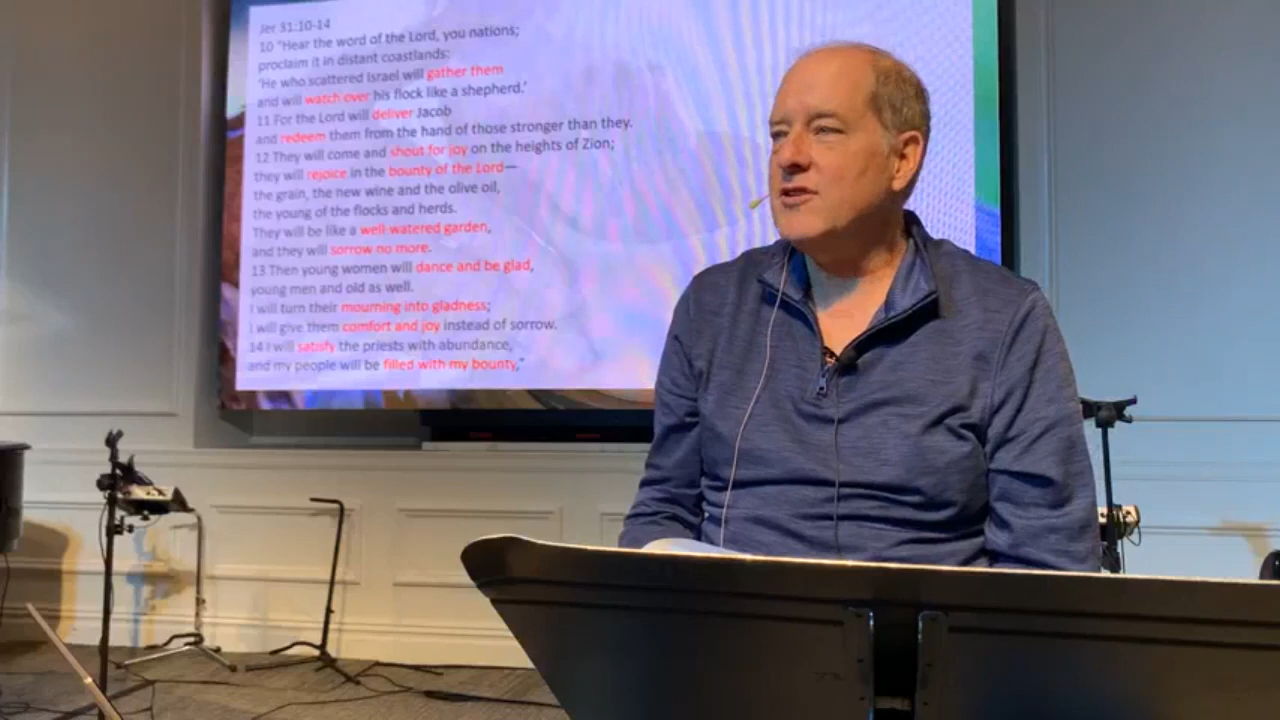 Jer 31:10-14
10 "Hear the word of the Lord, you nations;
proclaim it in distant coastlands:
'He who scattered Israel will gather them
and will watch over his flock like a shepherd.'
11 For the Lord will deliver Jacob
and redeem them from the hand of those stronger than they.
12 They will come and shout for joy on the heights of Zion;
they will rejoice in the bounty of the Lord—
the grain, the new wine and the olive oil,
the young of the flocks and herds.
They will be like a well-watered garden,
and they will sorrow no more.
13 Then young women will dance and be glad,
young men and old as well.
I will turn their mourning into gladness;
I will give them comfort and joy instead of sorrow.
14 I will satisfy the priests with abundance,
and my people will be filled with my bounty,"